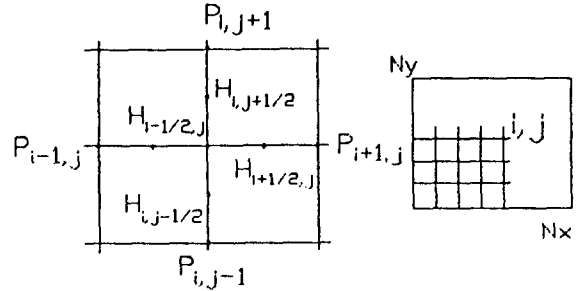 P_{i,j+1}
H_{i,j+1/2}
H_{i-1/2,j}
P_{i-1,j}
P_{i+1,j}
H_{i+1/2,j}
H_{i,j-1/2}
P_{i,j-1}
Ny
i,j
Nx